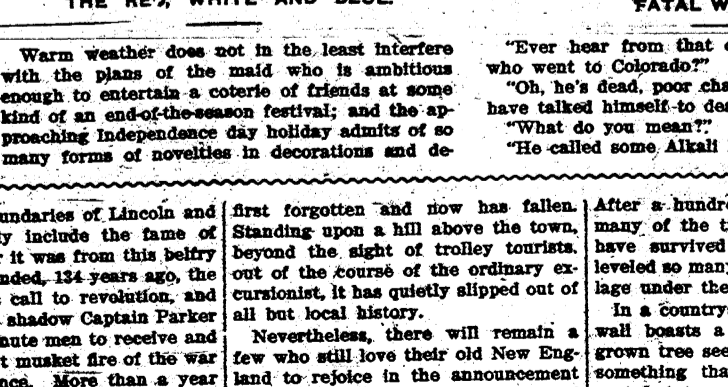 THE RED, WHITE AND BLUE.
Warm weather does not in the least interfere
with the plans of the maid who is ambitious
enough to entertain a coterie of friends at some
kind of an end-of-the-season festival; and the ap-
proaching Independence day holiday admits of so
many forms of novelties in decorations and de-
FATAL W
"Ever hear from that
who went to Colorado?"
"Oh, he's dead, poor cha
have talked himself to dea
"What do you mean?"
"He called some Alkali
undaries of Lincoln and
ty include the fame of
it was from this belfry
nded, 134 years ago, the
call to revolution, and
shadow Captain Parker
nute men to receive and
t musket fire of the war
nce. More than a year
first forgotten and now has fallen.
Standing upon a hill above the town,
beyond the sight of trolley tourists,
out of the course of the ordinary ex-
cursionist, it has quietly slipped out of
all but local history.
Nevertheless, there will remain a
few who still love their old New Eng-
land to rejoice in the announcement
After a hundre
many of the t
have survived
leveled so many
lage under the
In a country
wall boasts a
grown tree see
something tha